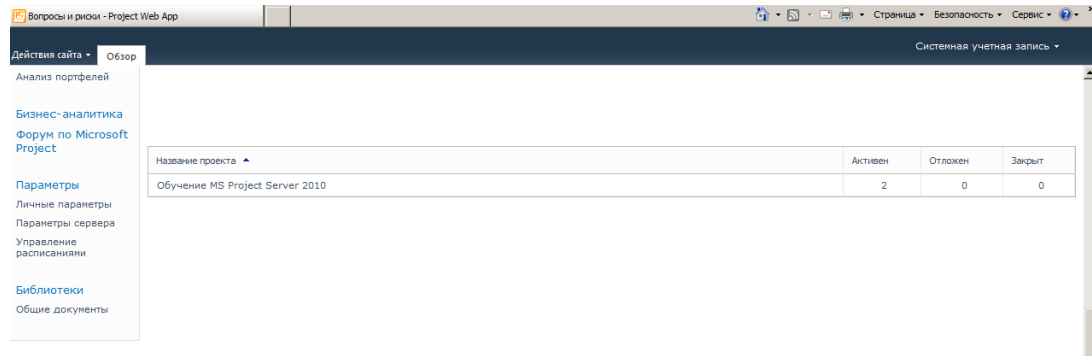 Вопросы и риски - Project Web App
Страница Безопасность Сервис
Действия сайта Обзор
Системная учетная запись
Анализ портфелей
Бизнес-аналитика
Форум по Microsoft
Project
Название проекта Активен Отложен Закрыт
Обучение MS Project Server 2010 2 0 0
Параметры
Личные параметры
Параметры сервера
Управление
расписаниями
Библиотеки
Общие документы